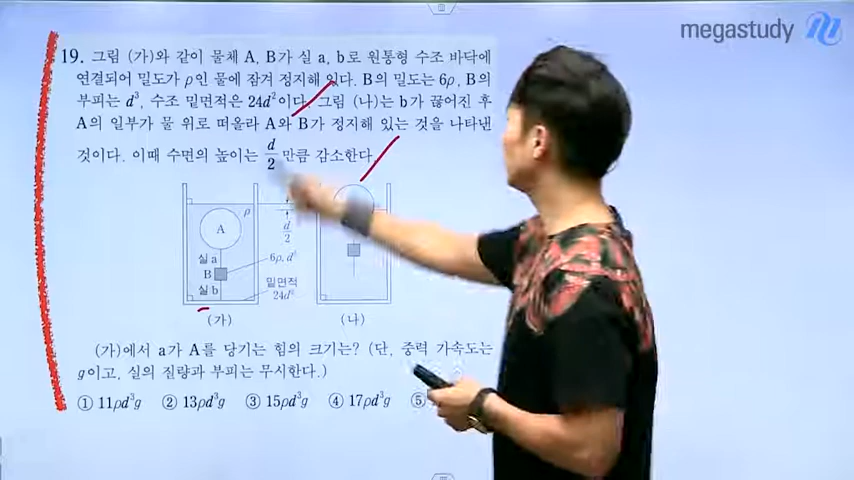 megastudy
19. 그림 (가)와 같이 물체 A, B가 실 a, b로 원통형 수조 바닥에
연결되어 밀도가 ρ인 물에 잠겨 정지해 있다. B의 밀도는 6ρ, B의
부피는 d³, 수조 밑면적은 24d²이다. 그림 (나)는 b가 끊어진 후
A의 일부가 물 위로 떠올라 A와 B가 정지해 있는 것을 나타낸
것이다. 이때 수면의 높이는 d/2 만큼 감소한다.
ρ
A
d/2
실 a
B
6ρ, d³
실 b
밑면적
24d²
(가) (나)
(가)에서 a가 A를 당기는 힘의 크기는? (단, 중력 가속도는
g이고, 실의 질량과 부피는 무시한다.)
① 11ρd³g ② 13ρd³g ③ 15ρd³g ④ 17ρd³g ⑤